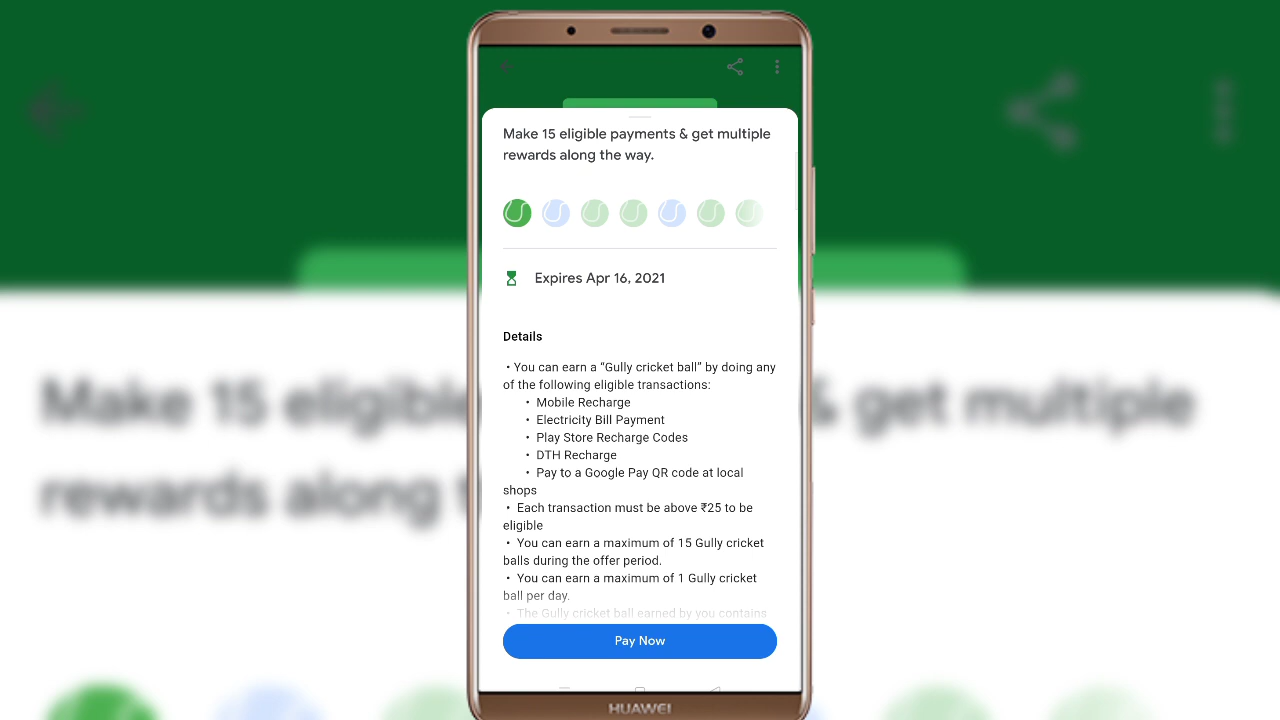 Make 15 eligible payments & get multiple
rewards along the way.
Expires Apr 16, 2021
Details
• You can earn a “Gully cricket ball” by doing any
of the following eligible transactions:
• Mobile Recharge
• Electricity Bill Payment
• Play Store Recharge Codes
• DTH Recharge
• Pay to a Google Pay QR code at local
shops
• Each transaction must be above ₹25 to be
eligible
• You can earn a maximum of 15 Gully cricket
balls during the offer period.
• You can earn a maximum of 1 Gully cricket
ball per day.
• The Gully cricket ball earned by you contains
Pay Now
HUAWEI
Make 15 eligible
& get multiple
rewards along